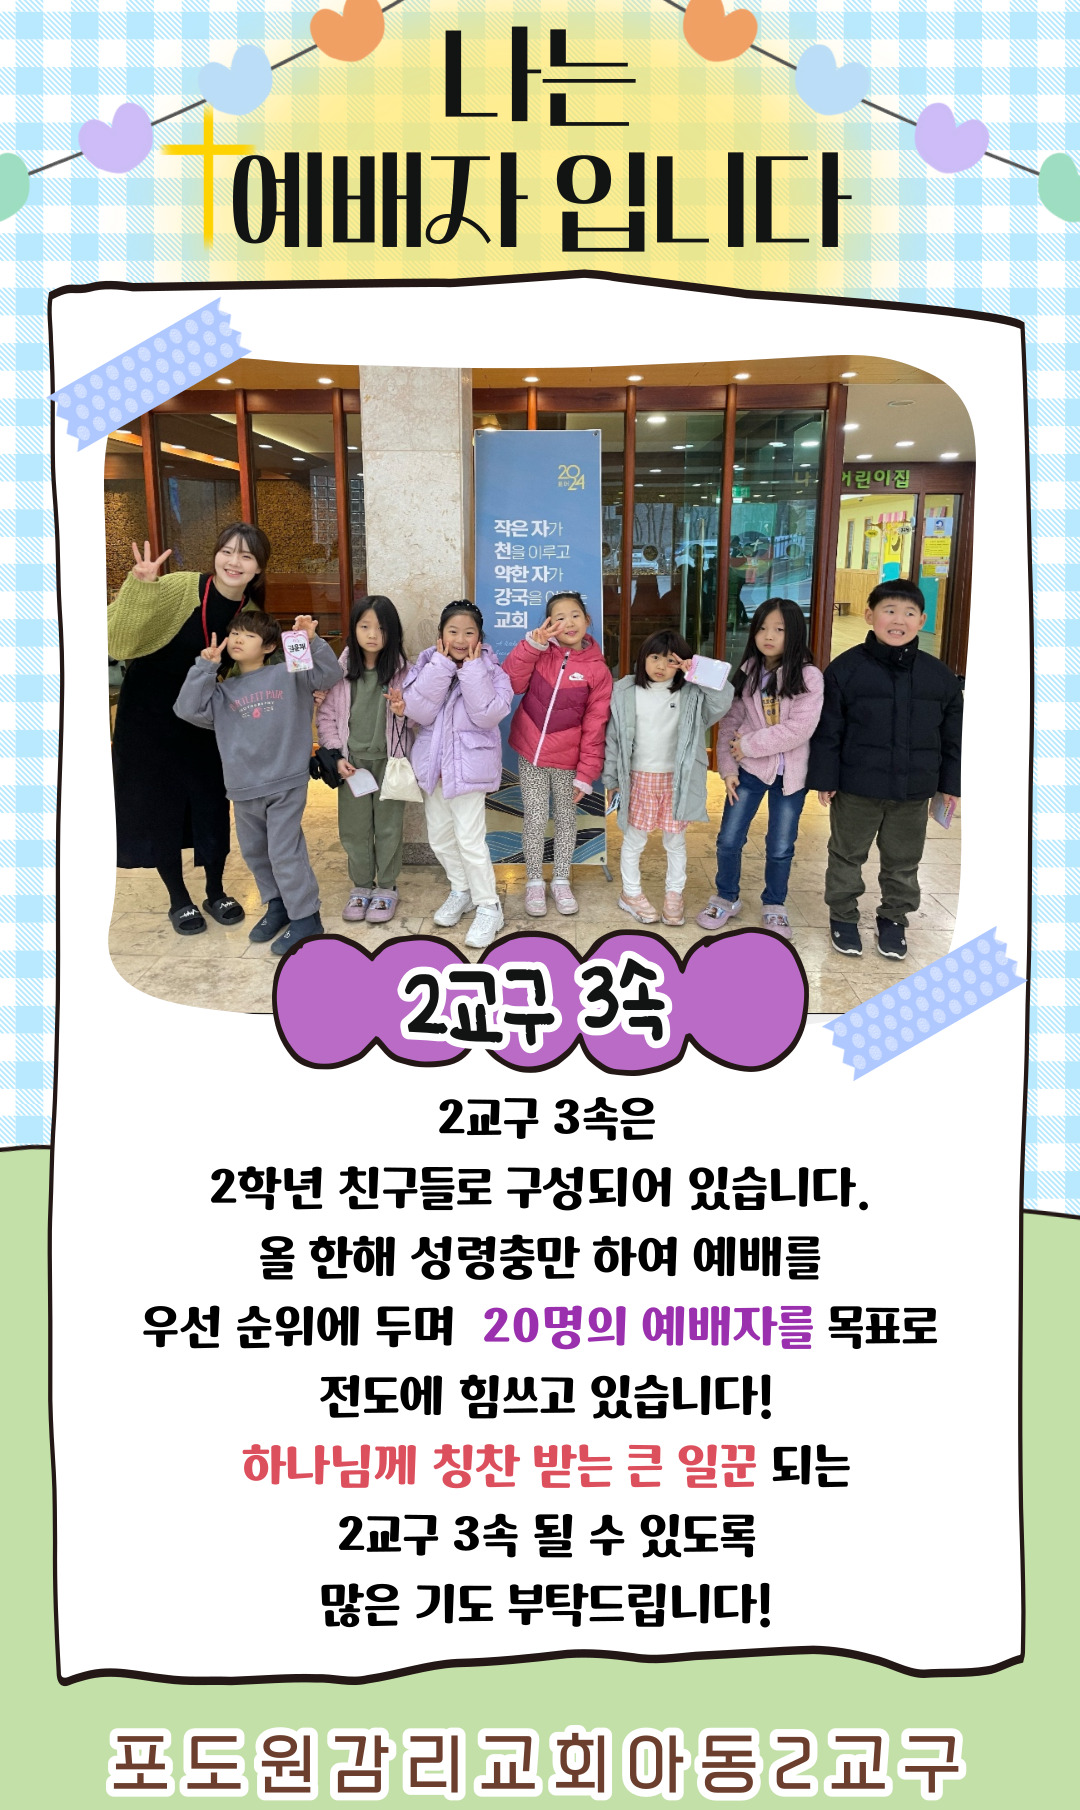 나는
예배자 입니다
2024
작은 자가
천을 이루고
약한 자가
강국을
교회
어린이집
2교구 3속
2교구 3속은
2학년 친구들로 구성되어 있습니다.
올 한해 성령충만 하여 예배를
우선 순위에 두며 20명의 예배자를 목표로
전도에 힘쓰고 있습니다!
하나님께 칭찬 받는 큰 일꾼 되는
2교구 3속 될 수 있도록
많은 기도 부탁드립니다!
포도원감리교회아동2교구